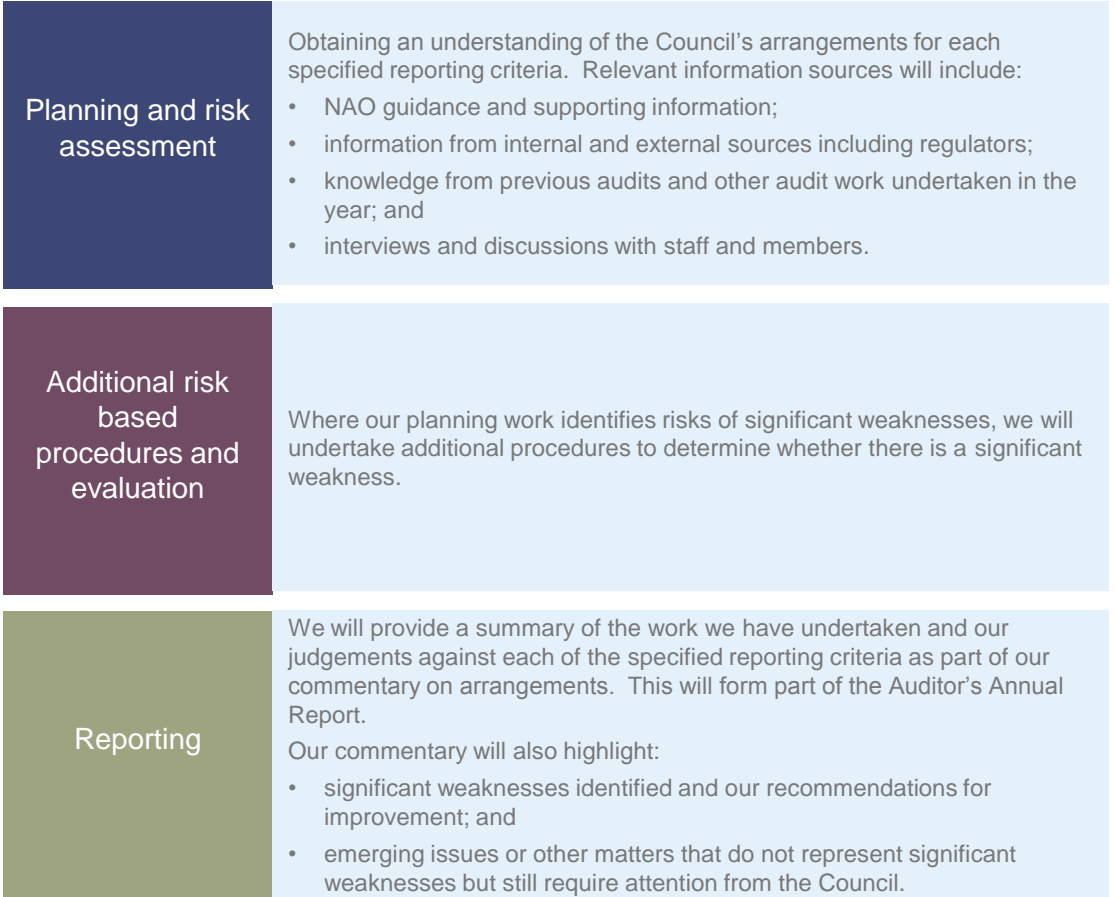 Planning and risk
assessment
Obtaining an understanding of the Council's arrangements for each
specified reporting criteria.  Relevant information sources will include:
• NAO guidance and supporting information;
• information from internal and external sources including regulators;
• knowledge from previous audits and other audit work undertaken in the
year; and
• interviews and discussions with staff and members.
Additional risk
based
procedures and
evaluation
Where our planning work identifies risks of significant weaknesses, we will
undertake additional procedures to determine whether there is a significant
weakness.
Reporting
We will provide a summary of the work we have undertaken and our
judgements against each of the specified reporting criteria as part of our
commentary on arrangements.  This will form part of the Auditor's Annual
Report.
Our commentary will also highlight:
• significant weaknesses identified and our recommendations for
improvement; and
• emerging issues or other matters that do not represent significant
weaknesses but still require attention from the Council.